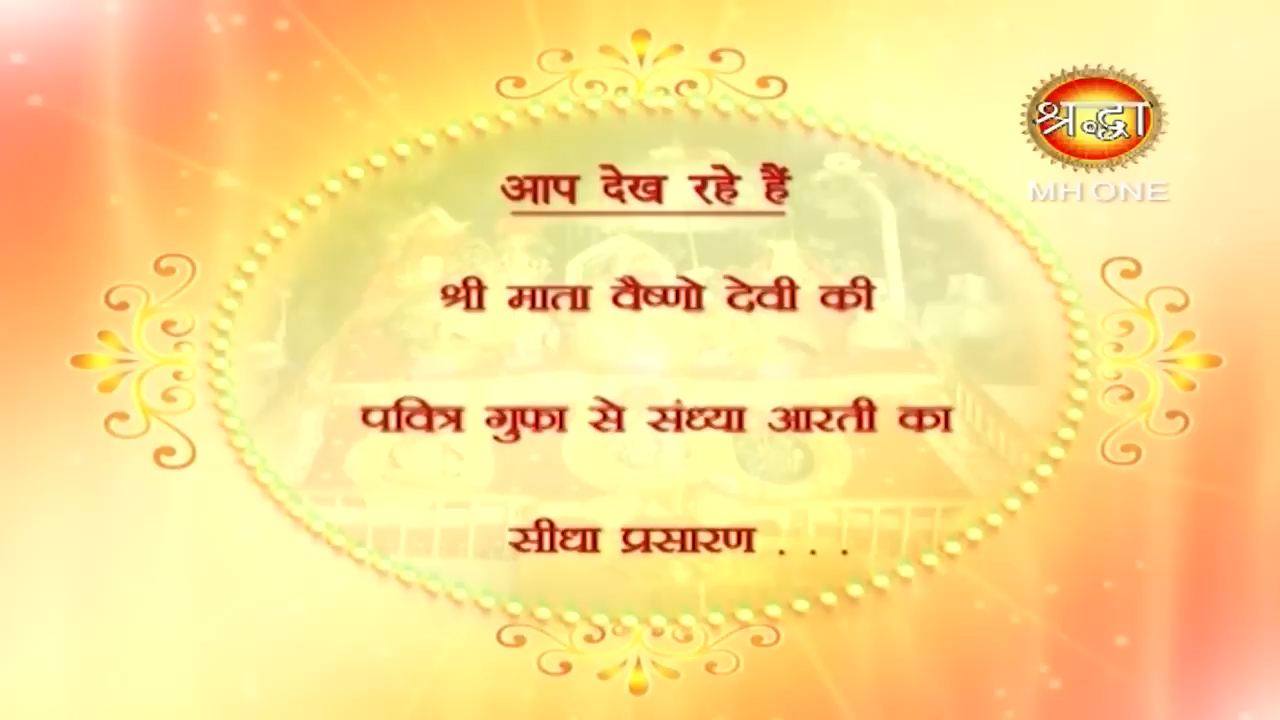 श्रद्धा
MH ONE
आप देख रहे हैं
श्री माता वैष्णो देवी की
पवित्र गुफा से संध्या आरती का
सीधा प्रसारण . . .